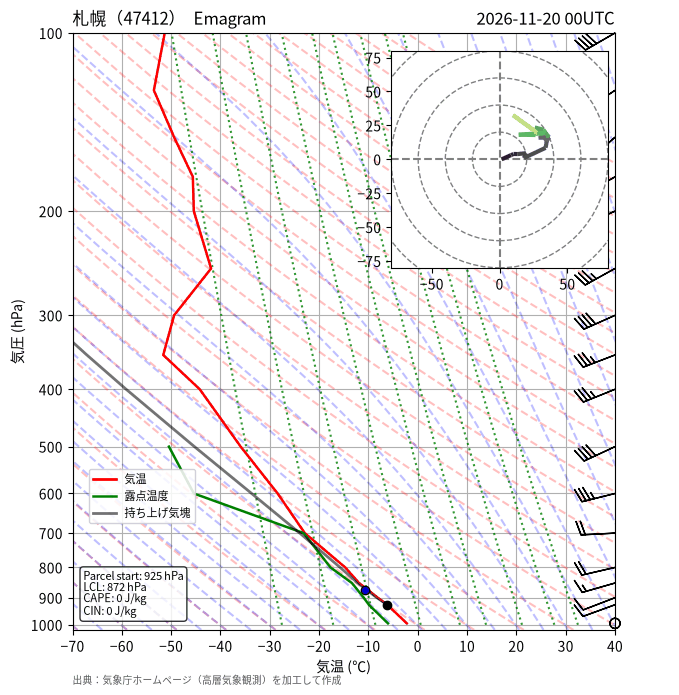 札幌（47412） Emagram
2026-11-20 00UTC
100
200
300
400
500
600
700
800
900
1000
気圧 (hPa)
75
50
25
0
−25
−50
−75
−50 0 50
気温
露点温度
持ち上げ気塊
Parcel start: 925 hPa
LCL: 872 hPa
CAPE: 0 J/kg
CIN: 0 J/kg
−70 −60 −50 −40 −30 −20 −10 0 10 20 30 40
気温 (°C)
出典：気象庁ホームページ（高層気象観測）を加工して作成